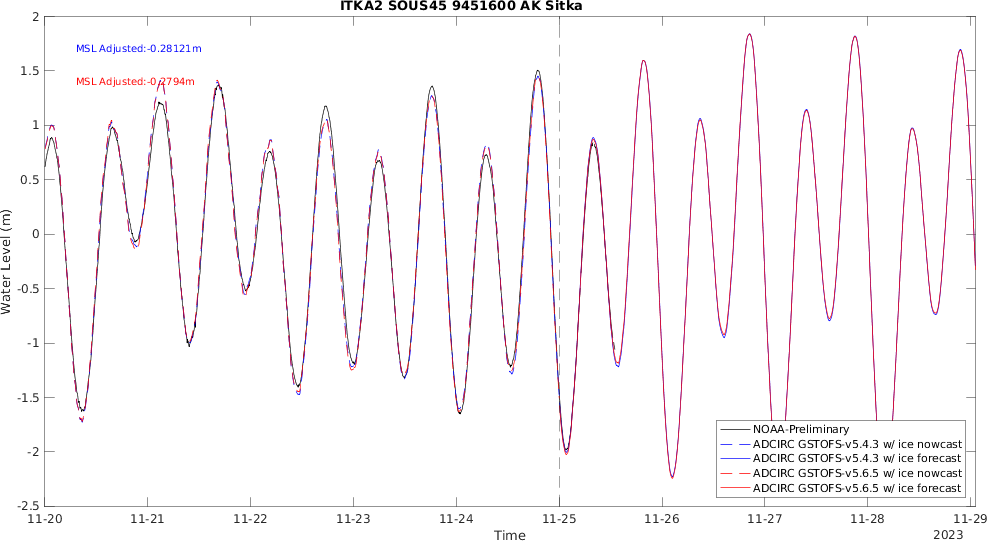 ITKA2 SOUS45 9451600 AK Sitka
MSL Adjusted:-0.28121m
MSL Adjusted:-0.2794m
Water Level (m)
2
1.5
1
0.5
0
-0.5
-1
-1.5
-2
-2.5
NOAA-Preliminary
ADCIRC GSTOFS-v5.4.3 w/ ice nowcast
ADCIRC GSTOFS-v5.4.3 w/ ice forecast
ADCIRC GSTOFS-v5.6.5 w/ ice nowcast
ADCIRC GSTOFS-v5.6.5 w/ ice forecast
11-20 11-21 11-22 11-23 11-24 11-25 11-26 11-27 11-28 11-29
Time
2023